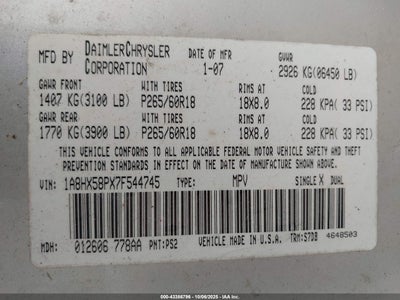 MFD BY DAIMLERCHRYSLER CORPORATION DATE OF MFR 1-07 GVWR 2926 KG(06450 LB)
GAWR FRONT WITH TIRES RIMS AT COLD
1407 KG(3100 LB) P265/60R18 18X8.0 228 KPA( 33 PSI)
GAWR REAR WITH TIRES RIMS AT COLD
1770 KG(3900 LB) P265/60R18 18X8.0 228 KPA( 33 PSI)
THIS VEHICLE CONFORMS TO ALL APPLICABLE FEDERAL MOTOR VEHICLE SAFETY, BUMPER, AND THEFT
PREVENTION STANDARDS IN EFFECT ON THE DATE OF MANUFACTURE SHOWN ABOVE.
VIN: 1A8HX58PX7F544745 TYPE: MPV SINGLE X DUAL
MDH: 012606 778AA PNT:PS2 VEHICLE MADE IN U.S.A. TRM:S7DB 4648503
© 43386796 - 10/06/2025 - IAA Inc.